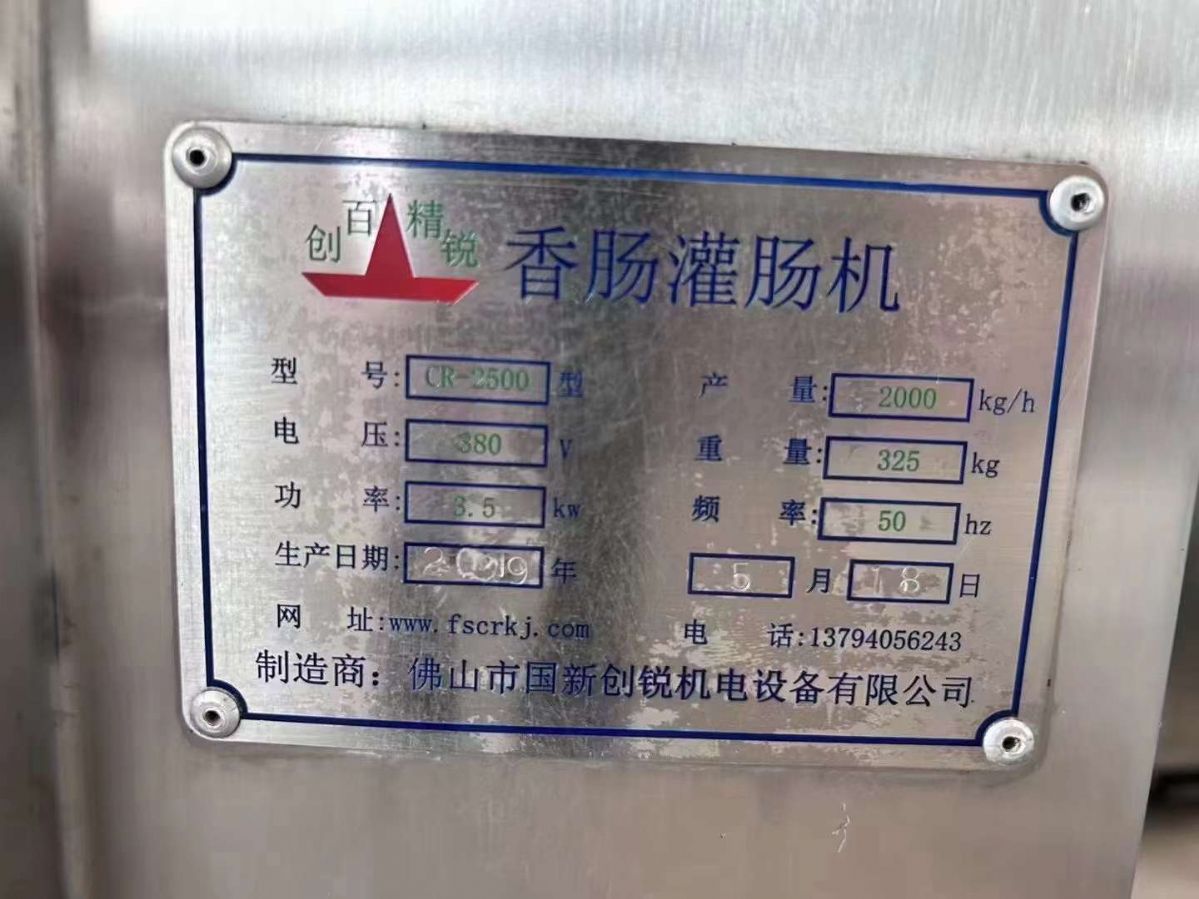 创百精锐 香肠灌肠机
型 号: CR-2500 型 产 量: 2000 kg/h
电 压: 380 V 重 量: 325 kg
功 率: 3.5 kw 频 率: 50 hz
生产日期: 2019 年 5 月 18 日
网 址:www.fscrkj.com 电 话:13794056243
制造商：佛山市国新创锐机电设备有限公司